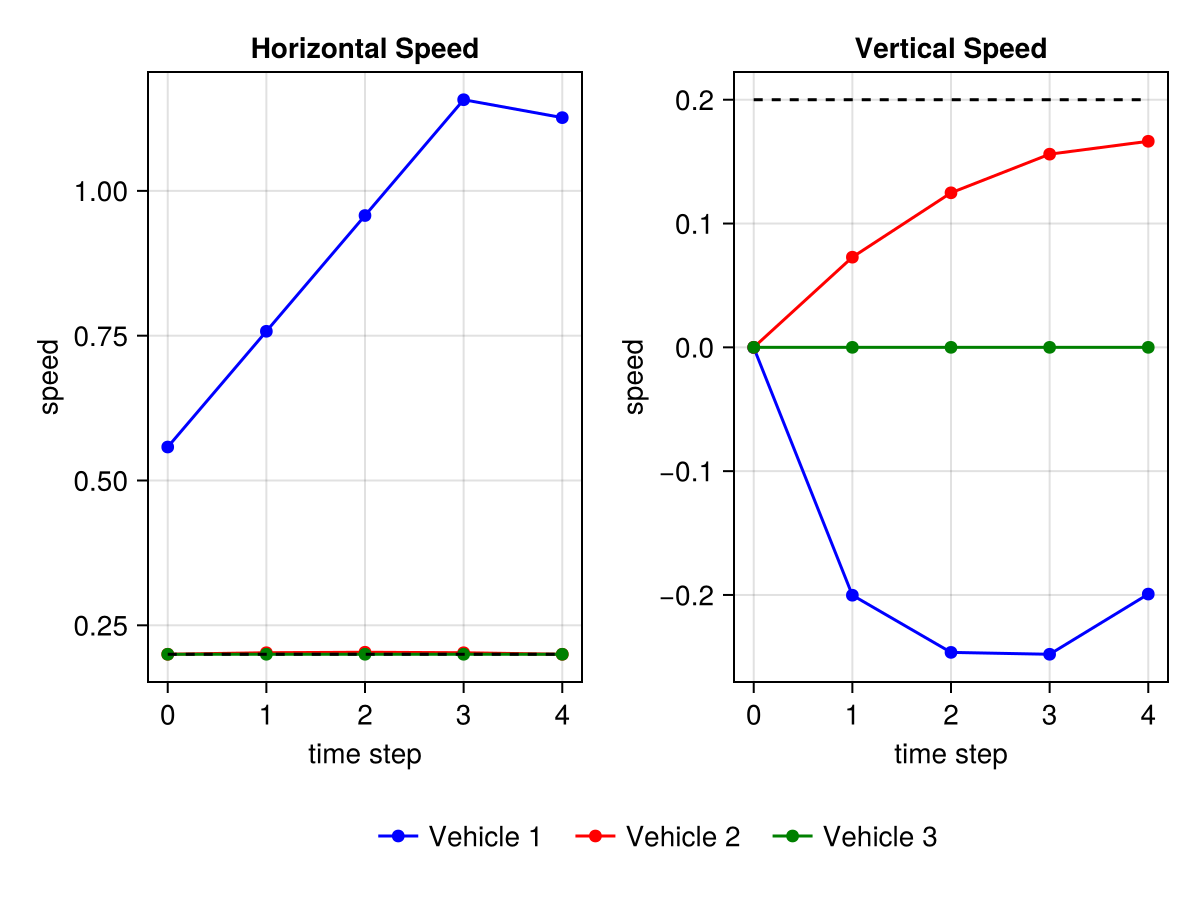 Horizontal Speed
1.00
0.75
0.50
0.25
speed
0 1 2 3 4
time step
Vertical Speed
0.2
0.1
0.0
−0.1
−0.2
speed
0 1 2 3 4
time step
Vehicle 1 Vehicle 2 Vehicle 3